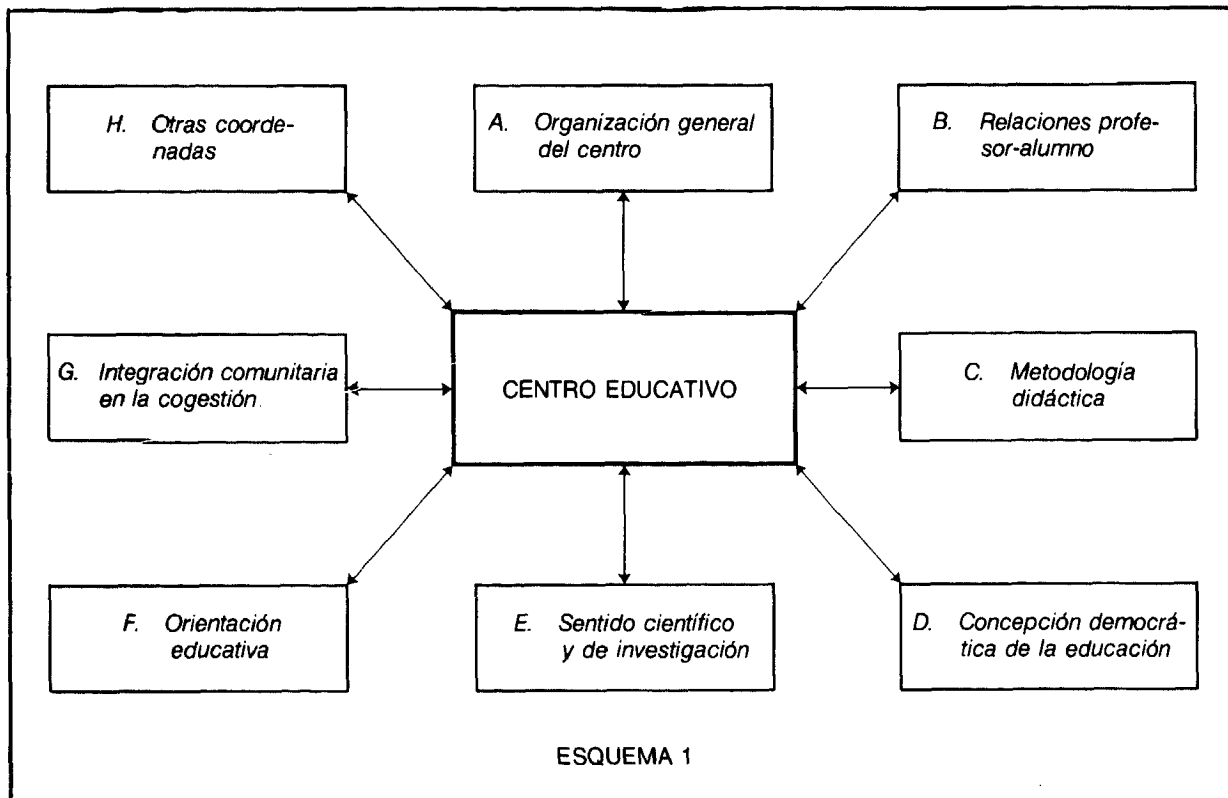 H. Otras coorde-
nadas
A. Organización general
del centro
B. Relaciones profe-
sor-alumno
G. Integración comunitaria
en la cogestión
CENTRO EDUCATIVO
C. Metodología
didáctica
F. Orientación
educativa
E. Sentido científico
y de investigación
D. Concepción democrá-
tica de la educación
ESQUEMA 1